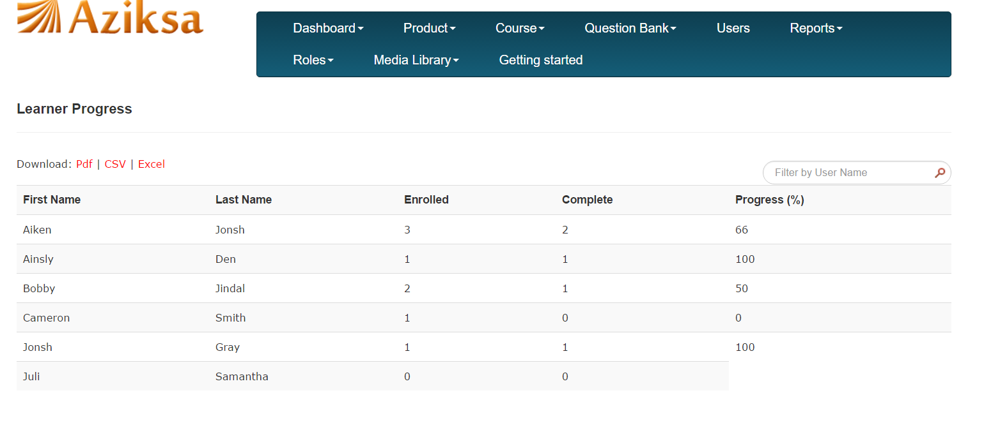 Aziksa
Dashboard Product Course Question Bank Users Reports
Roles Media Library Getting started
Learner Progress
Download: Pdf | CSV | Excel
Filter by User Name
First Name Last Name Enrolled Complete Progress (%)
Aiken Jonsh 3 2 66
Ainsly Den 1 1 100
Bobby Jindal 2 1 50
Cameron Smith 1 0 0
Jonsh Gray 1 1 100
Juli Samantha 0 0